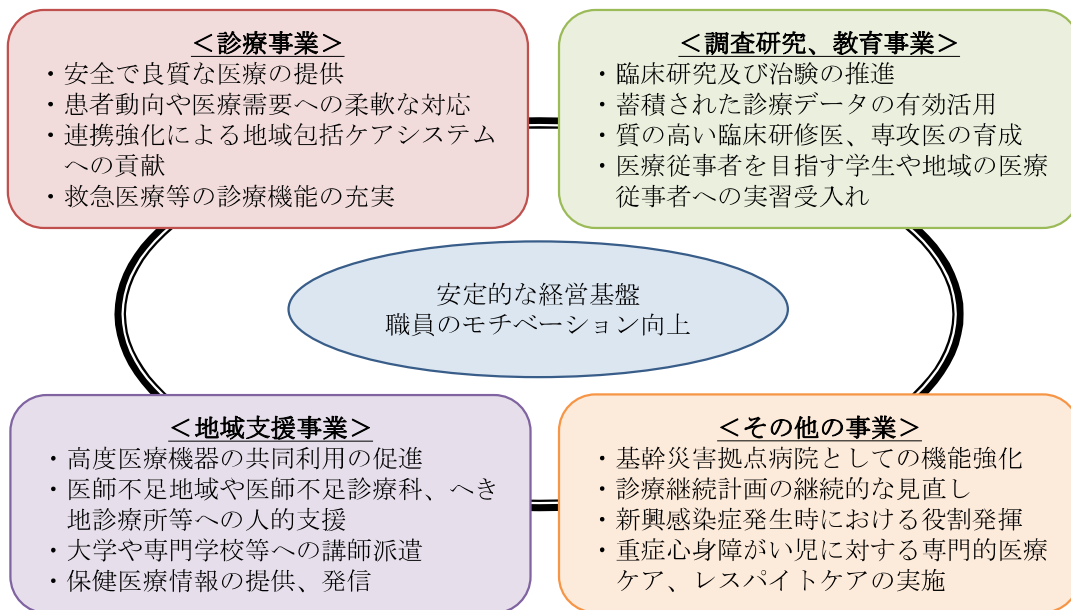 ＜診療事業＞
・安全で良質な医療の提供
・患者動向や医療需要への柔軟な対応
・連携強化による地域包括ケアシステム
への貢献
・救急医療等の診療機能の充実
＜調査研究、教育事業＞
・臨床研究及び治験の推進
・蓄積された診療データの有効活用
・質の高い臨床研修医、専攻医の育成
・医療従事者を目指す学生や地域の医療
従事者への実習受入れ
安定的な経営基盤
職員のモチベーション向上
＜地域支援事業＞
・高度医療機器の共同利用の促進
・医師不足地域や医師不足診療科、へき
地診療所等への人的支援
・大学や専門学校等への講師派遣
・保健医療情報の提供、発信
＜その他の事業＞
・基幹災害拠点病院としての機能強化
・診療継続計画の継続的な見直し
・新興感染症発生時における役割発揮
・重症心身障がい児に対する専門的医療
ケア、レスパイトケアの実施